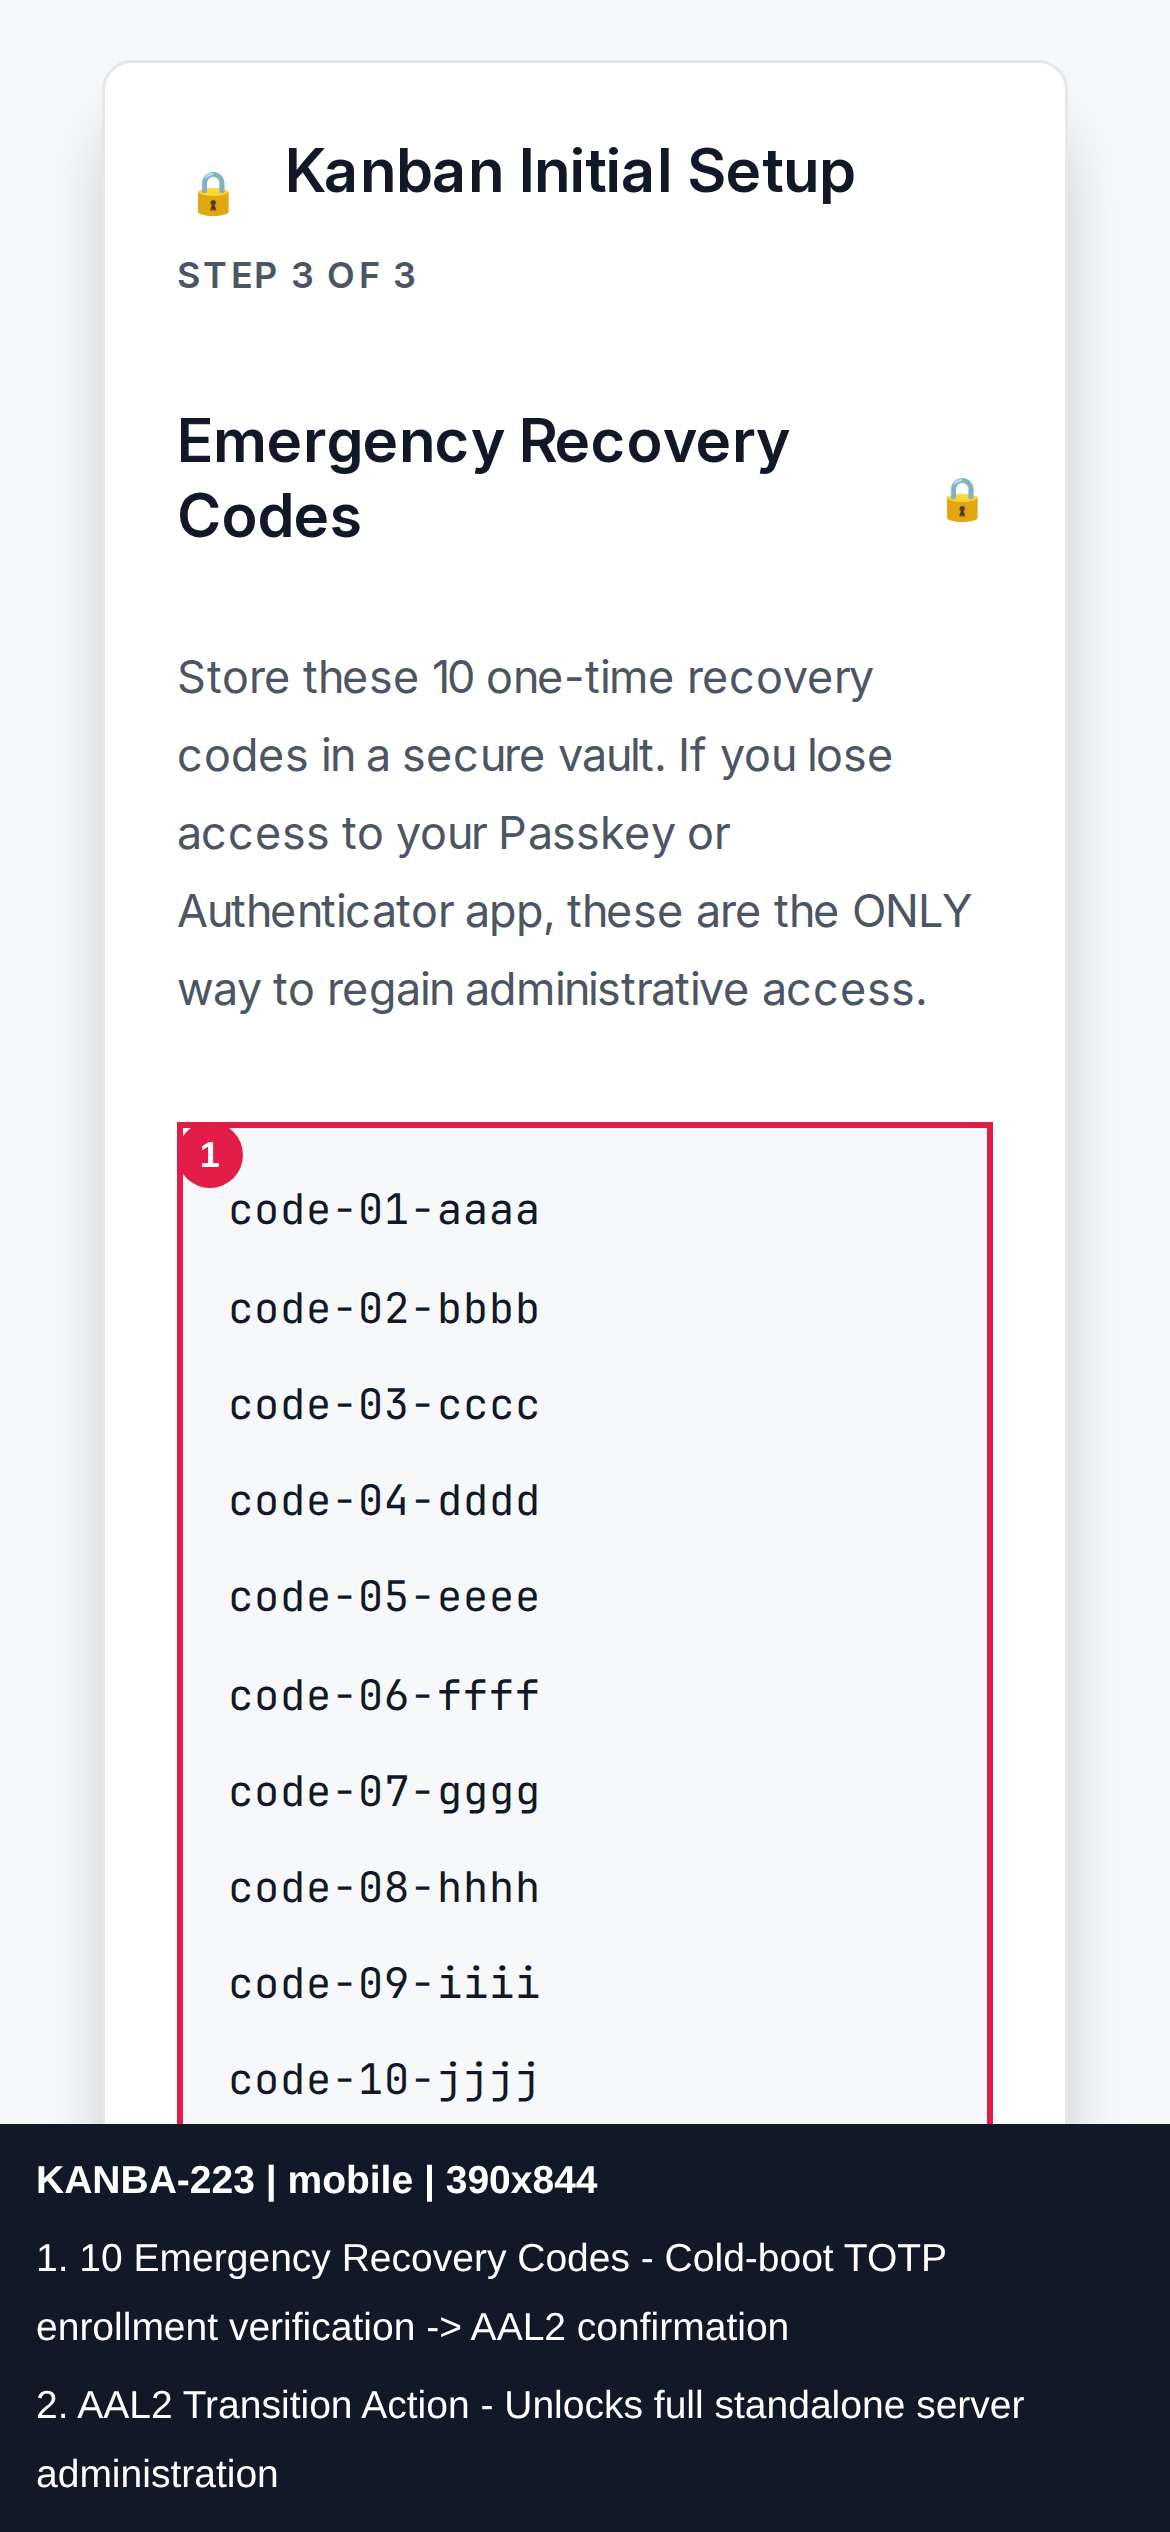 Kanban Initial Setup
STEP 3 OF 3
Emergency Recovery
Codes
Store these 10 one-time recovery
codes in a secure vault. If you lose
access to your Passkey or
Authenticator app, these are the ONLY
way to regain administrative access.
1
code-01-aaaa
code-02-bbbb
code-03-cccc
code-04-dddd
code-05-eeee
code-06-ffff
code-07-gggg
code-08-hhhh
code-09-iiii
code-10-jjjj
KANBA-223 | mobile | 390x844
1. 10 Emergency Recovery Codes - Cold-boot TOTP
enrollment verification -> AAL2 confirmation
2. AAL2 Transition Action - Unlocks full standalone server
administration